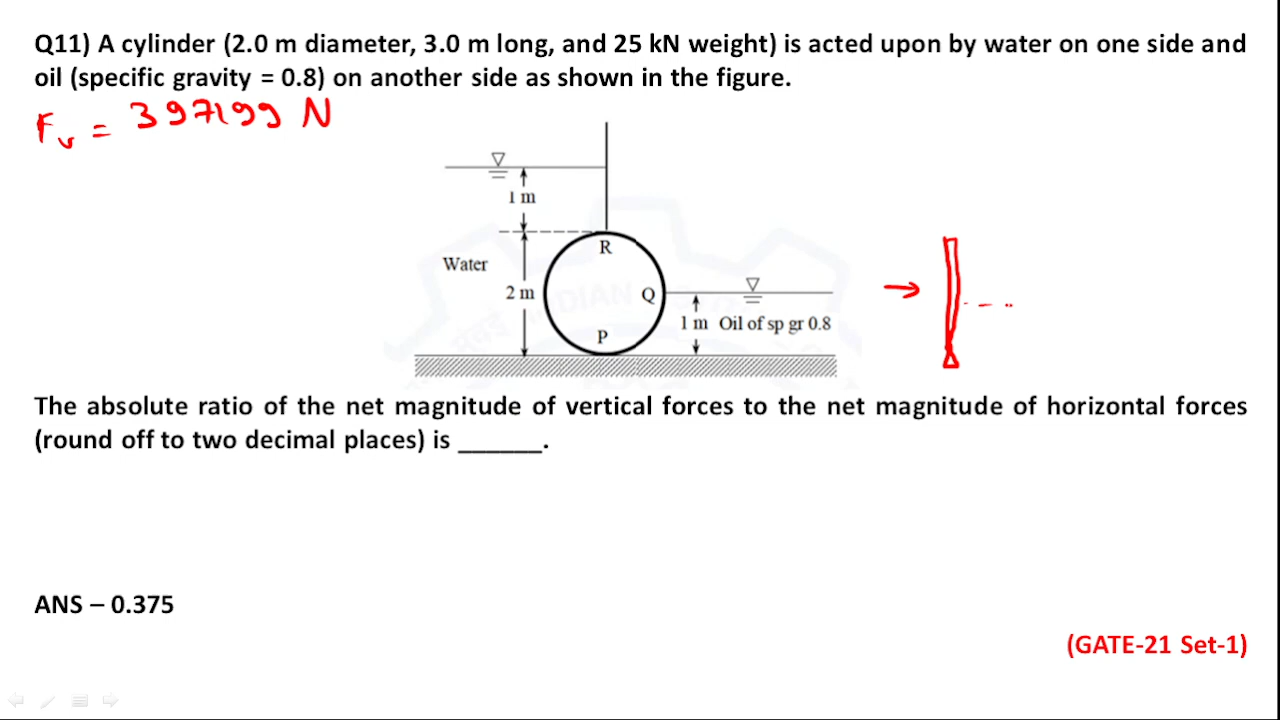 Q11) A cylinder (2.0 m diameter, 3.0 m long, and 25 kN weight) is acted upon by water on one side and
oil (specific gravity = 0.8) on another side as shown in the figure.
Fv = 397199 N
1 m
R
Water
2 m
Q
1 m Oil of sp gr 0.8
P
The absolute ratio of the net magnitude of vertical forces to the net magnitude of horizontal forces
(round off to two decimal places) is ______.
ANS – 0.375
(GATE-21 Set-1)